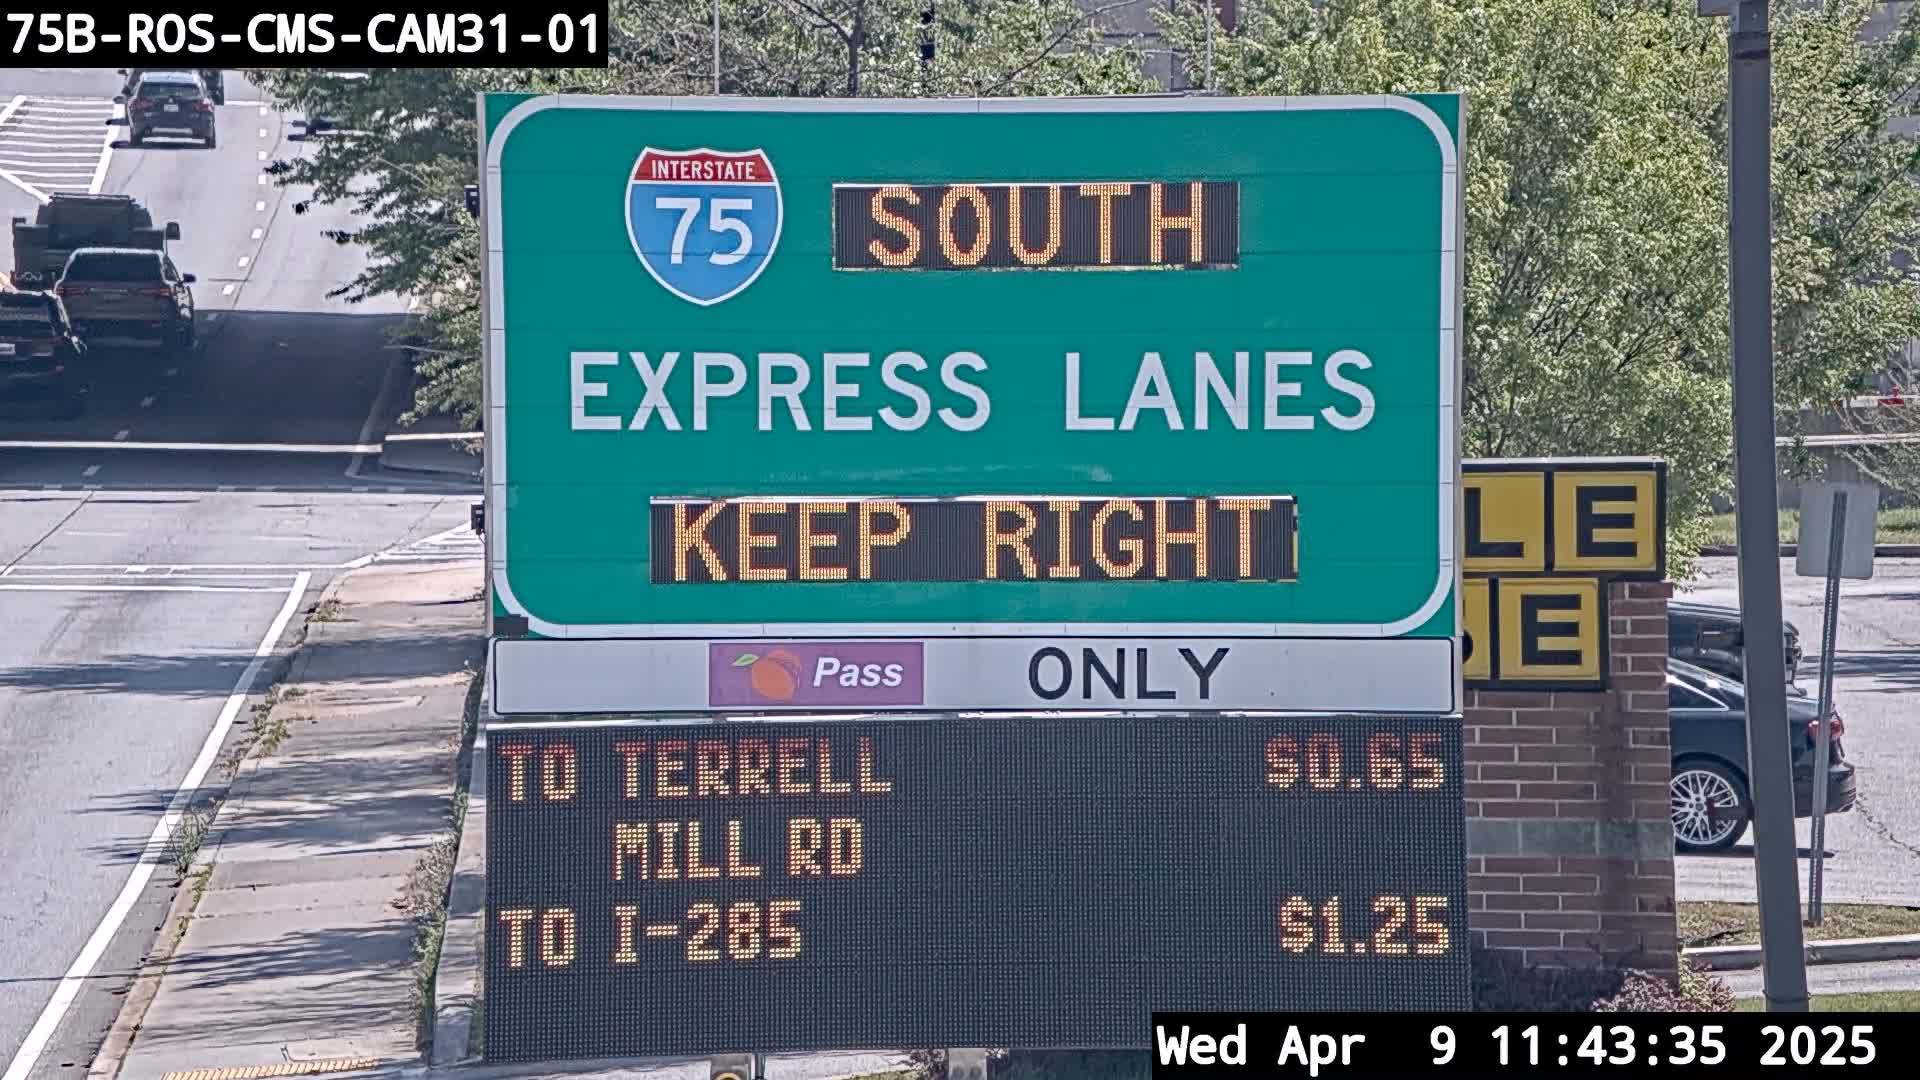 75B-ROS-CMS-CAM31-01
INTERSTATE
75
SOUTH
EXPRESS LANES
KEEP RIGHT
Pass ONLY
TO TERRELL $0.65
MILL RD
TO I-285 $1.25
LE
E
Wed Apr 9 11:43:35 2025